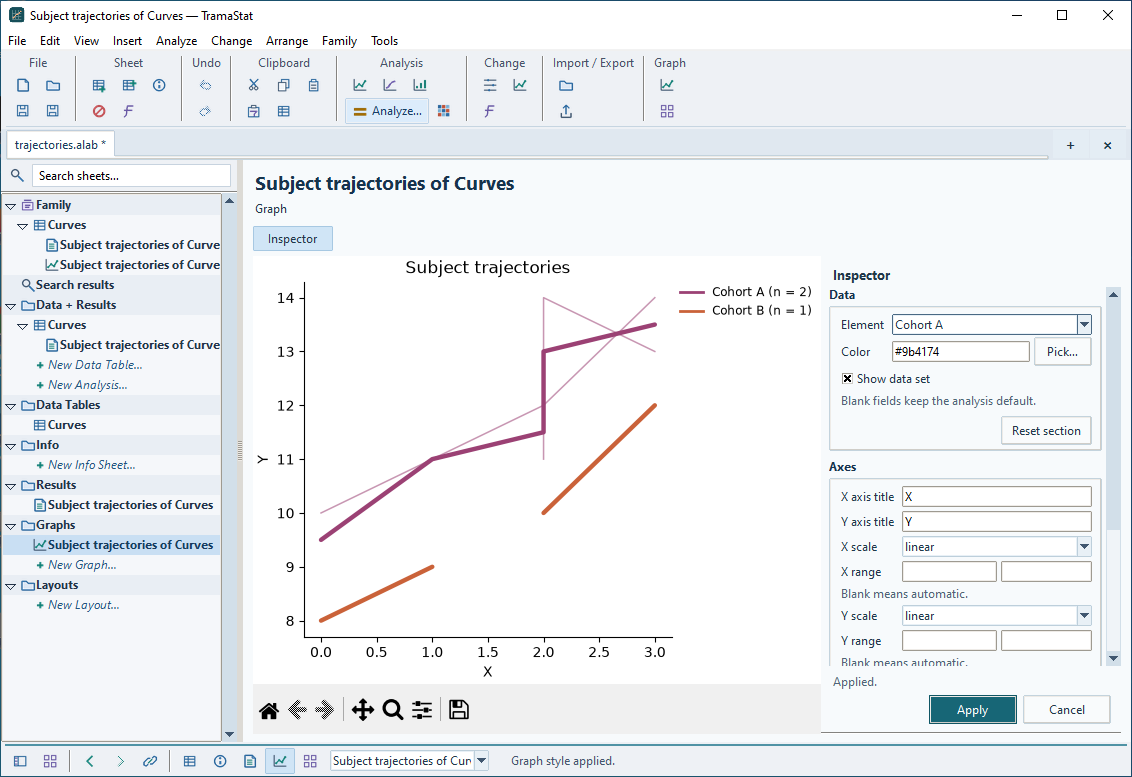 Subject trajectories of Curves — TramaStat
File Edit View Insert Analyze Change Arrange Family Tools
File Sheet Undo Clipboard Analysis Change Import / Export Graph
Analyze...
trajectories.alab *
Search sheets...
Family
Curves
Subject trajectories of Curve
Subject trajectories of Curve
Search results
Data + Results
Curves
Subject trajectories of Curve
New Data Table...
New Analysis...
Data Tables
Curves
Info
New Info Sheet...
Results
Subject trajectories of Curves
Graphs
Subject trajectories of Curves
New Graph...
Layouts
New Layout...
Subject trajectories of Curves
Graph
Inspector
Subject trajectories
Cohort A (n = 2)
Cohort B (n = 1)
14
13
12
11
10
9
8
Y
0.0 0.5 1.0 1.5 2.0 2.5 3.0
X
Inspector
Data
Element Cohort A
Color #9b4174 Pick...
Show data set
Blank fields keep the analysis default.
Reset section
Axes
X axis title X
Y axis title Y
X scale linear
X range
Blank means automatic.
Y scale linear
Y range
Blank means automatic.
Applied.
Apply Cancel
Subject trajectories of Cur
Graph style applied.